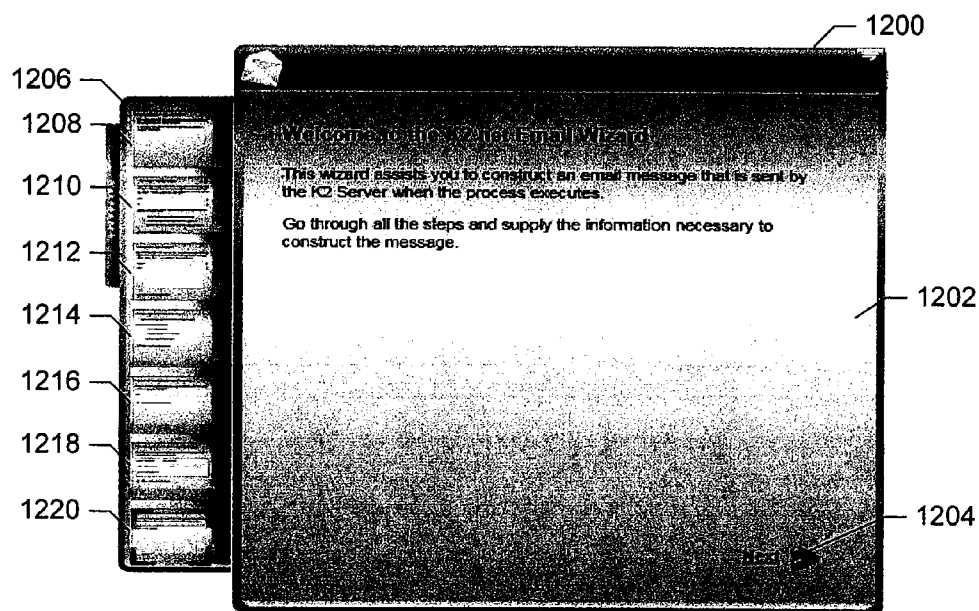 1200
1206
1208
1210
1212
1214
1216
1218
1220
Welcome to the K2.net Email Wizard
This wizard assists you to construct an email message that is sent by
the K2 Server when the process executes.
Go through all the steps and supply the information necessary to
construct the message.
1202
1204
Next